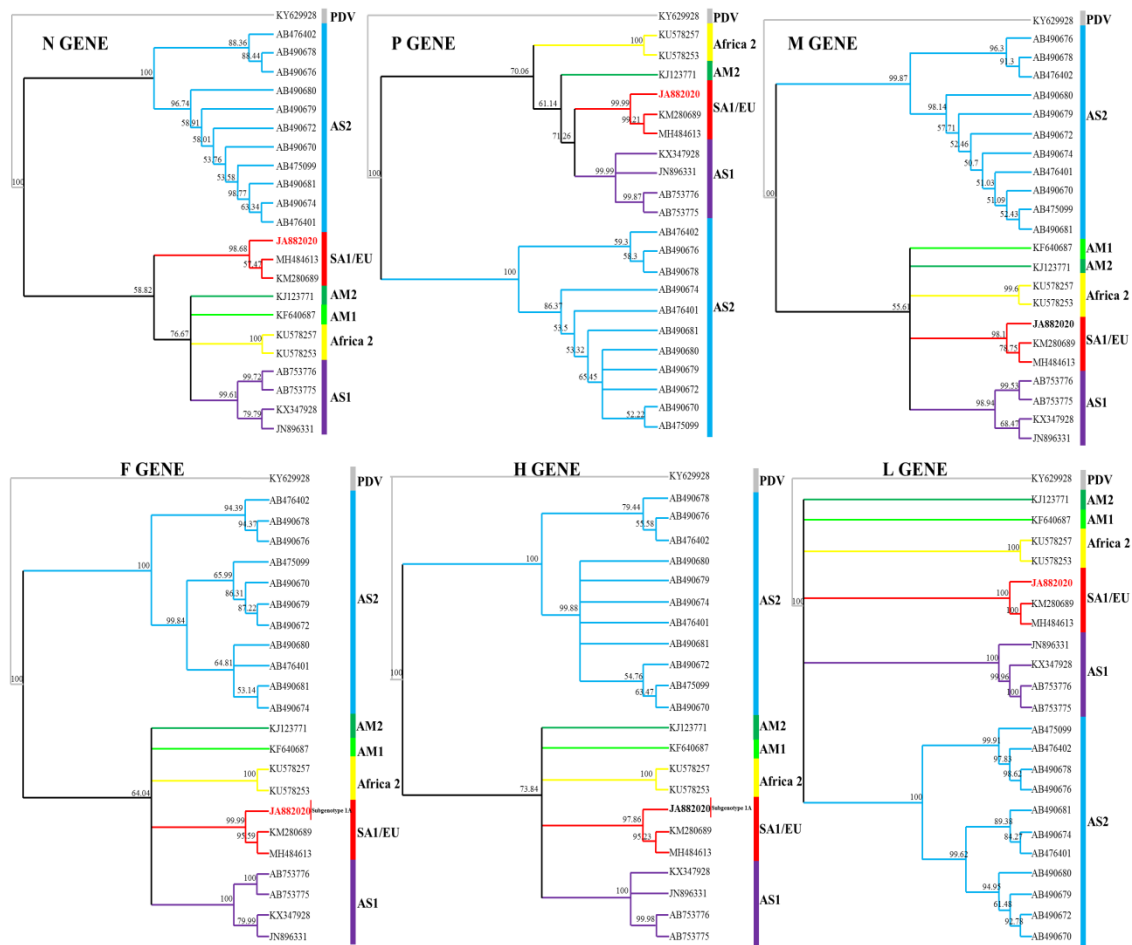 N GENE
KY629928
PDV
88.36
AB476402
88.44
AB490678
AB490676
100
96.74
AB490680
58.91
AB490679
58.01
AB490672
53.76
AB490670
53.58
AB475099
98.77
AB490681
63.34
AB490674
AB476401
AS2
100
98.68
JA882020
57.47
MH484613
KM280689
SA1/EU
58.82
KJ123771
AM2
76.67
KF640687
AM1
100
KU578257
KU578253
Africa 2
99.72
AB753776
AB753775
99.61
79.79
KX347928
JN896331
AS1
P GENE
KY629928
PDV
100
KU578257
KU578253
Africa 2
70.06
KJ123771
AM2
61.14
99.99
JA882020
99.21
KM280689
MH484613
SA1/EU
71.26
KX347928
99.99
JN896331
99.87
AB753776
AB753775
AS1
100
59.3
AB476402
58.3
AB490676
AB490678
100
86.37
AB490674
53.5
AB476401
53.32
AB490681
AB490680
65.45
AB490679
AB490672
52.22
AB490670
AB475099
AS2
M GENE
KY629928
PDV
96.3
AB490676
91.3
AB490678
AB476402
99.87
98.14
AB490680
57.71
AB490679
52.46
AB490672
50.7
AB490674
51.03
AB476401
51.09
AB490670
52.43
AB475099
AB490681
AS2
00
KF640687
AM1
KJ123771
AM2
99.6
KU578257
KU578253
Africa 2
55.61
98.1
JA882020
78.75
KM280689
MH484613
SA1/EU
99.53
AB753776
AB753775
98.94
68.47
KX347928
JN896331
AS1
F GENE
KY629928
PDV
94.39
AB476402
94.37
AB490678
AB490676
100
65.99
AB475099
86.31
AB490670
87.22
AB490679
AB490672
99.84
64.81
AB490680
AB476401
53.14
AB490681
AB490674
AS2
100
KJ123771
AM2
KF640687
AM1
100
KU578257
KU578253
Africa 2
64.04
99.99
JA882020
Subgenotype 1A
95.59
KM280689
MH484613
SA1/EU
100
AB753776
AB753775
100
79.99
KX347928
JN896331
AS1
H GENE
KY629928
PDV
79.44
AB490678
55.58
AB490676
AB476402
100
AB490680
AB490679
99.88
AB490674
AB476401
AB490681
54.76
AB490672
63.47
AB475099
AB490670
AS2
100
KJ123771
AM2
KF640687
AM1
100
KU578257
KU578253
Africa 2
73.84
97.86
JA882020
Subgenotype 1A
95.23
KM280689
MH484613
SA1/EU
KX347928
100
JN896331
99.98
AB753776
AB753775
AS1
L GENE
KY629928
PDV
KJ123771
AM2
KF640687
AM1
100
KU578257
KU578253
Africa 2
100
100
JA882020
100
KM280689
MH484613
SA1/EU
100
JN896331
99.96
KX347928
100
AB753776
AB753775
AS1
99.91
AB475099
97.83
AB476402
98.62
AB490678
AB490676
100
89.38
AB490681
84.27
AB490674
AB476401
99.62
94.95
AB490680
61.48
AB490679
92.78
AB490672
AB490670
AS2